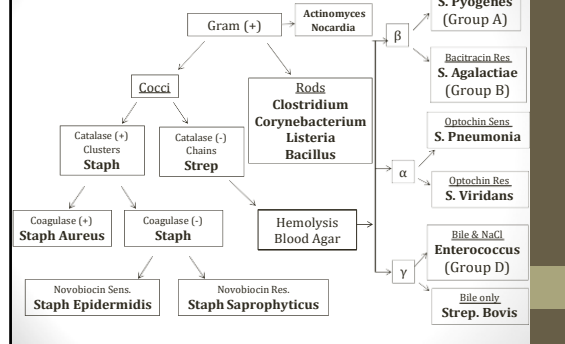 S. Pyogenes
(Group A)
Actinomyces
Nocardia
Gram (+)
β
Bacitracin Res
S. Agalactiae
(Group B)
Cocci
Rods
Clostridium
Corynebacterium
Listeria
Bacillus
Catalase (+)
Clusters
Staph
Catalase (-)
Chains
Strep
Optochin Sens
S. Pneumonia
α
Optochin Res
S. Viridans
Coagulase (+)
Staph Aureus
Coagulase (-)
Staph
Hemolysis
Blood Agar
Bile & NaCl
Enterococcus
(Group D)
γ
Bile only
Strep. Bovis
Novobiocin Sens.
Staph Epidermidis
Novobiocin Res.
Staph Saprophyticus